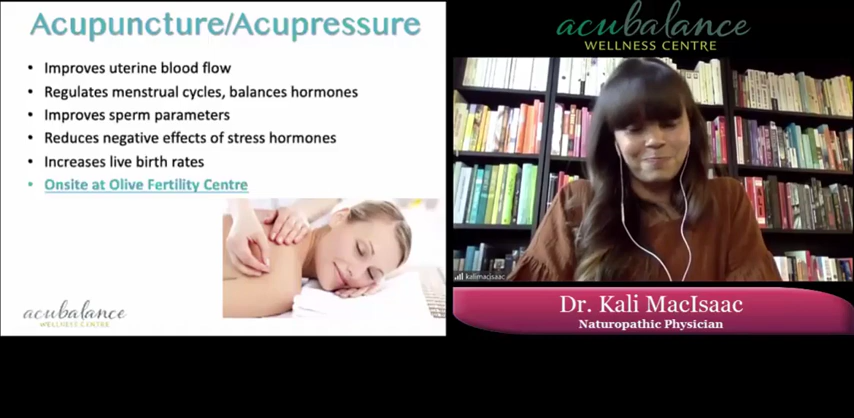 Acupuncture/Acupressure
• Improves uterine blood flow
• Regulates menstrual cycles, balances hormones
• Improves sperm parameters
• Reduces negative effects of stress hormones
• Increases live birth rates
• Onsite at Olive Fertility Centre
acubalance
WELLNESS CENTRE
acubalance
WELLNESS CENTRE
kalimacisaac
Dr. Kali MacIsaac
Naturopathic Physician